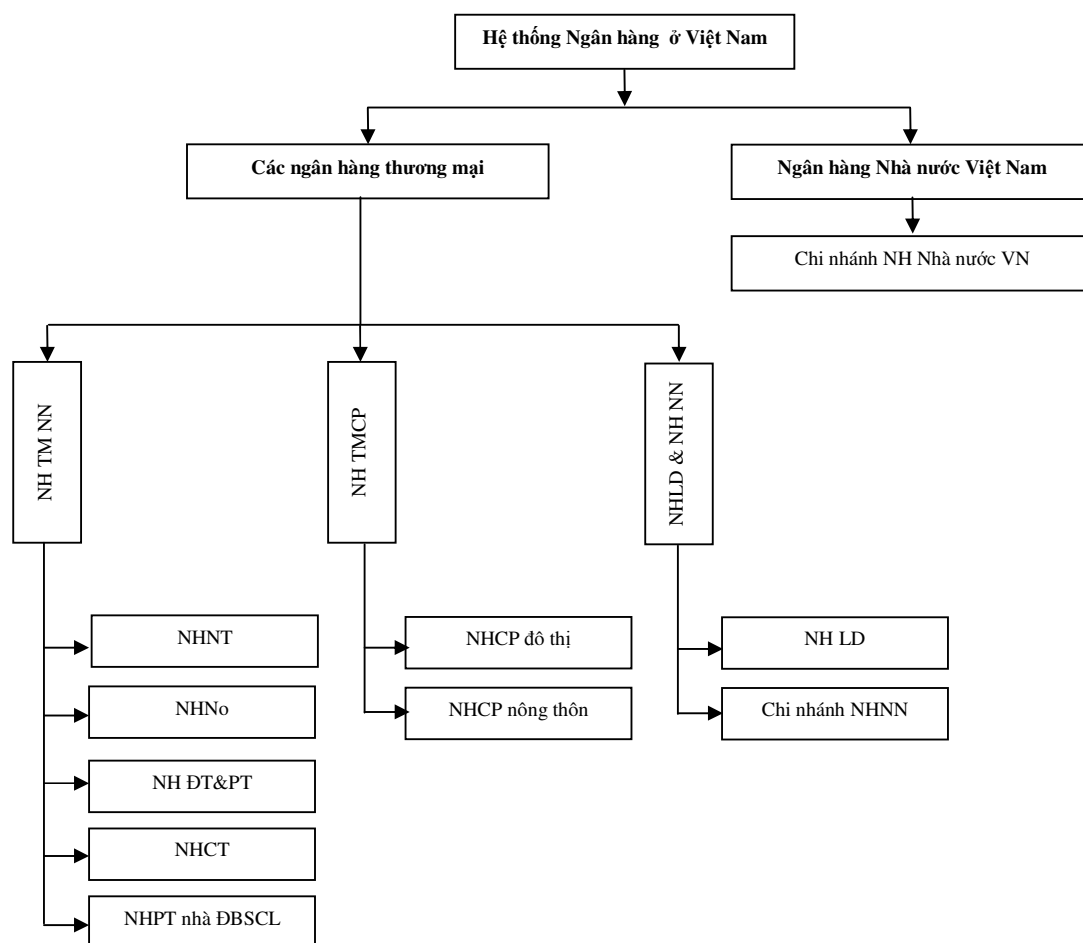 Hệ thống Ngân hàng ở Việt Nam
Các ngân hàng thương mại
Ngân hàng Nhà nước Việt Nam
Chi nhánh NH Nhà nước VN
NH TM NN
NH TMCP
NHLD & NH NN
NHNT
NHNo
NH ĐT&PT
NHCT
NHPT nhà ĐBSCL
NHCP đô thị
NHCP nông thôn
NH LD
Chi nhánh NHNN